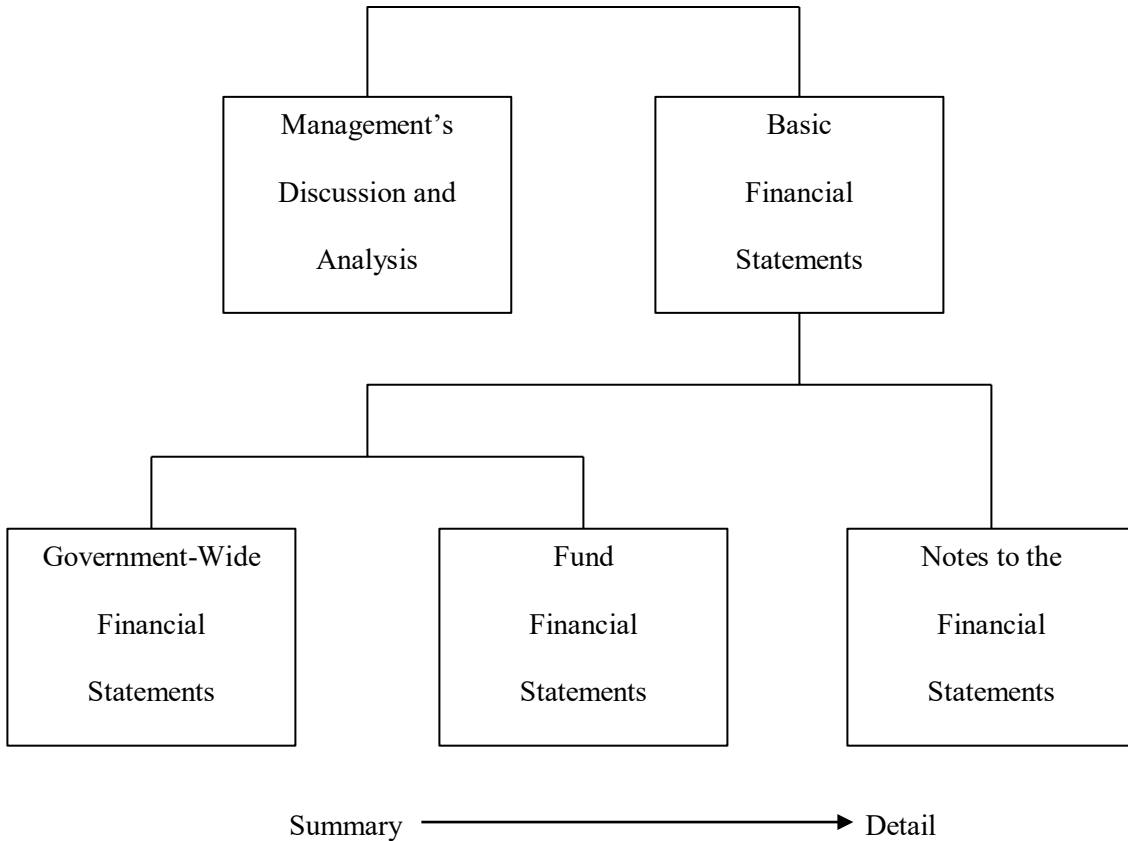 Management’s
Discussion and
Analysis
Basic
Financial
Statements
Government-Wide
Financial
Statements
Fund
Financial
Statements
Notes to the
Financial
Statements
Summary
Detail